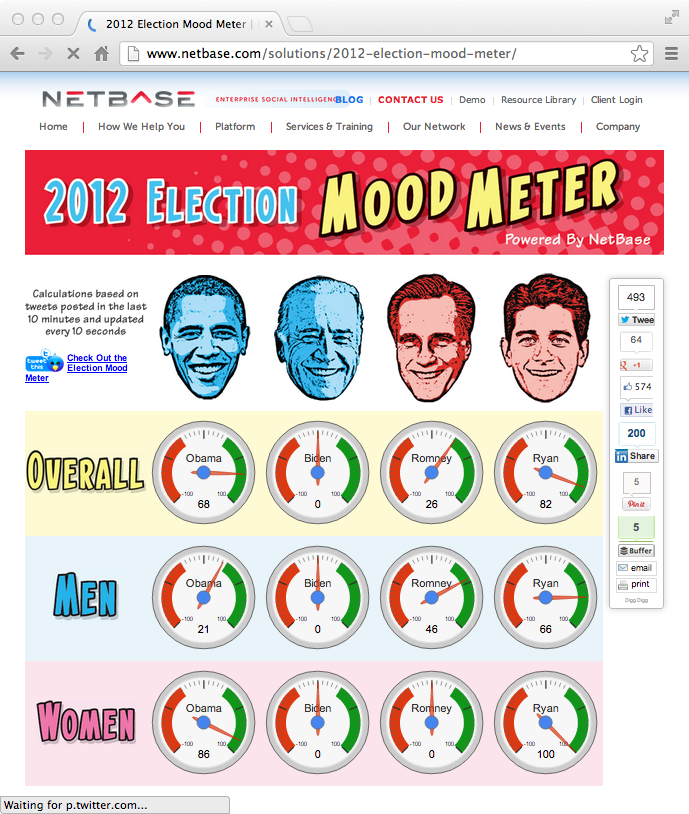 2012 Election Mood Meter |
www.netbase.com/solutions/2012-election-mood-meter/
NETBASE
ENTERPRISE SOCIAL INTELLIGENC
BLOG | CONTACT US | Demo | Resource Library | Client Login
Home | How We Help You | Platform | Services & Training | Our Network | News & Events | Company
2012 ELECTION MOOD METER
Powered By NetBase
Calculations based on
tweets posted in the last
10 minutes and updated
every 10 seconds
tweet
this
Check Out the
Election Mood
Meter
493
Twee
64
+1
574
Like
200
Share
5
Pin it
5
Buffer
email
print
Digg Digg
OVERALL
Obama
-100 100
68
Biden
-100 100
0
Romney
-100 100
26
Ryan
-100 100
82
MEN
Obama
-100 100
21
Biden
-100 100
0
Romney
-100 100
46
Ryan
-100 100
66
WOMEN
Obama
-100 100
86
Biden
-100 100
0
Romney
-100 100
0
Ryan
-100 100
100
Waiting for p.twitter.com...